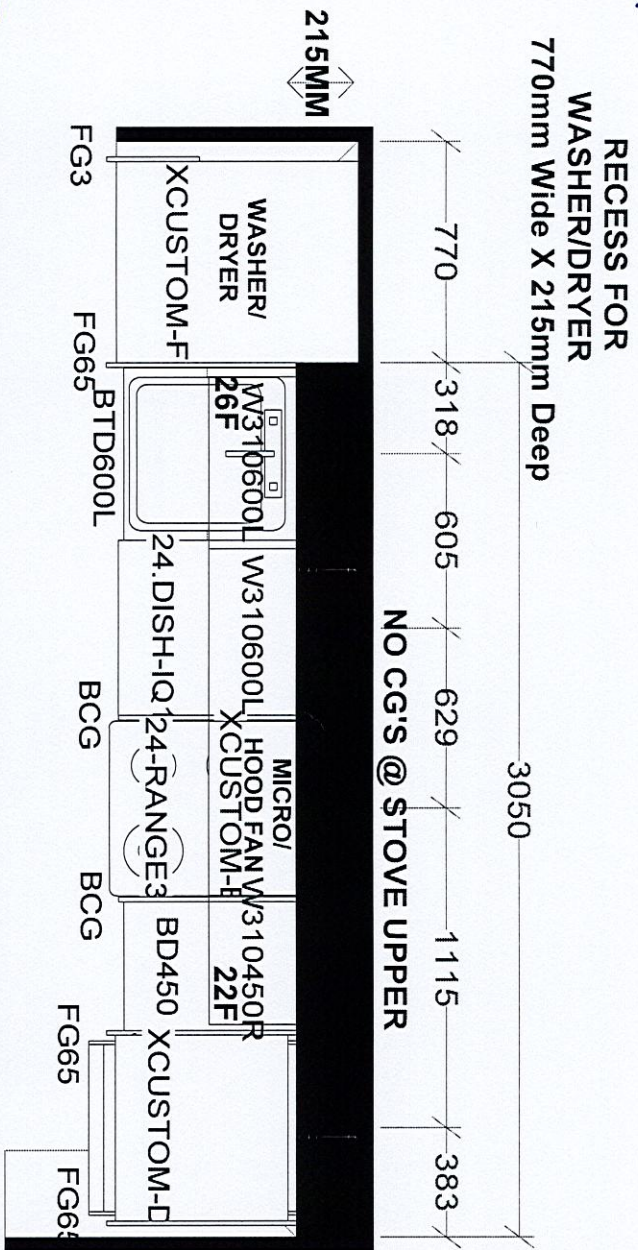 RECESS FOR
WASHER/DRYER
770mm Wide X 215mm Deep
3050
770
318
605
629
1115
383
NO CG'S @ STOVE UPPER
215MM
WASHER/
DRYER
XCUSTOM-F
W310600L
26F
W310600L
MICRO/
HOOD FAN
XCUSTOM-E
W310450R
22F
24.DISH-IQ1
24-RANGE3
BD450
XCUSTOM-D
FG3
FG65
BTD600L
BCG
BCG
FG65
FG65